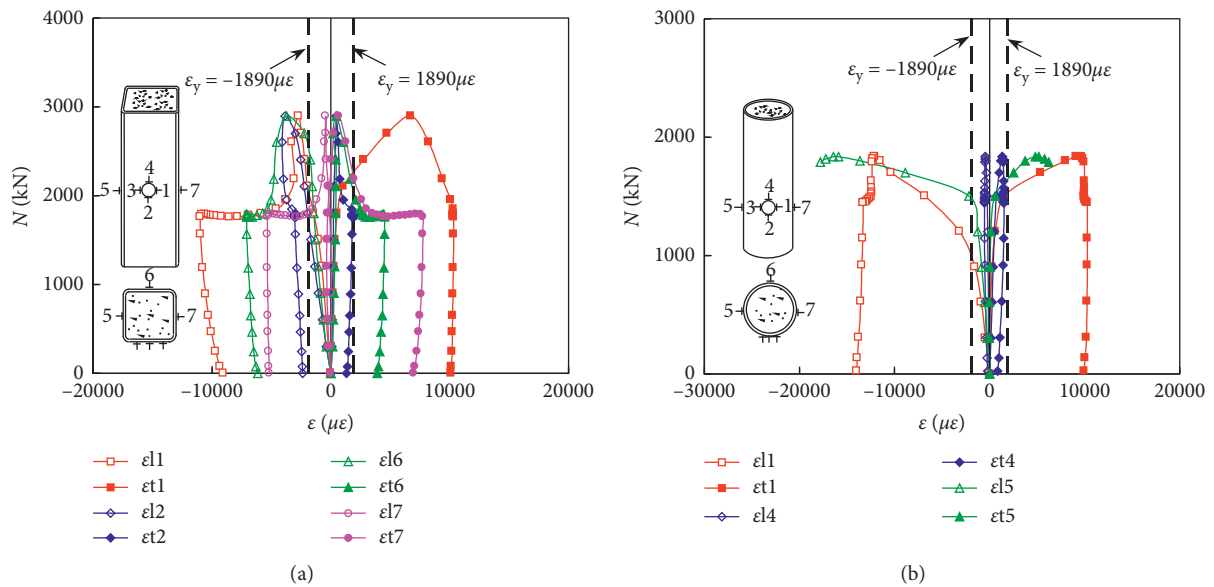 4000
3000
2000
1000
0
N (kN)
εy = –1890με
εy = 1890με
4
5 3 1 7
2
6
5 7
–20000 –10000 0 10000 20000
ε (με)
εl1
εt1
εl2
εt2
εl6
εt6
εl7
εt7
(a)
3000
2000
1000
0
N (kN)
εy = –1890με
εy = 1890με
4
5 3 1 7
2
6
5 7
–30000 –20000 –10000 0 10000 20000
ε (με)
εl1
εt1
εl4
εt4
εl5
εt5
(b)